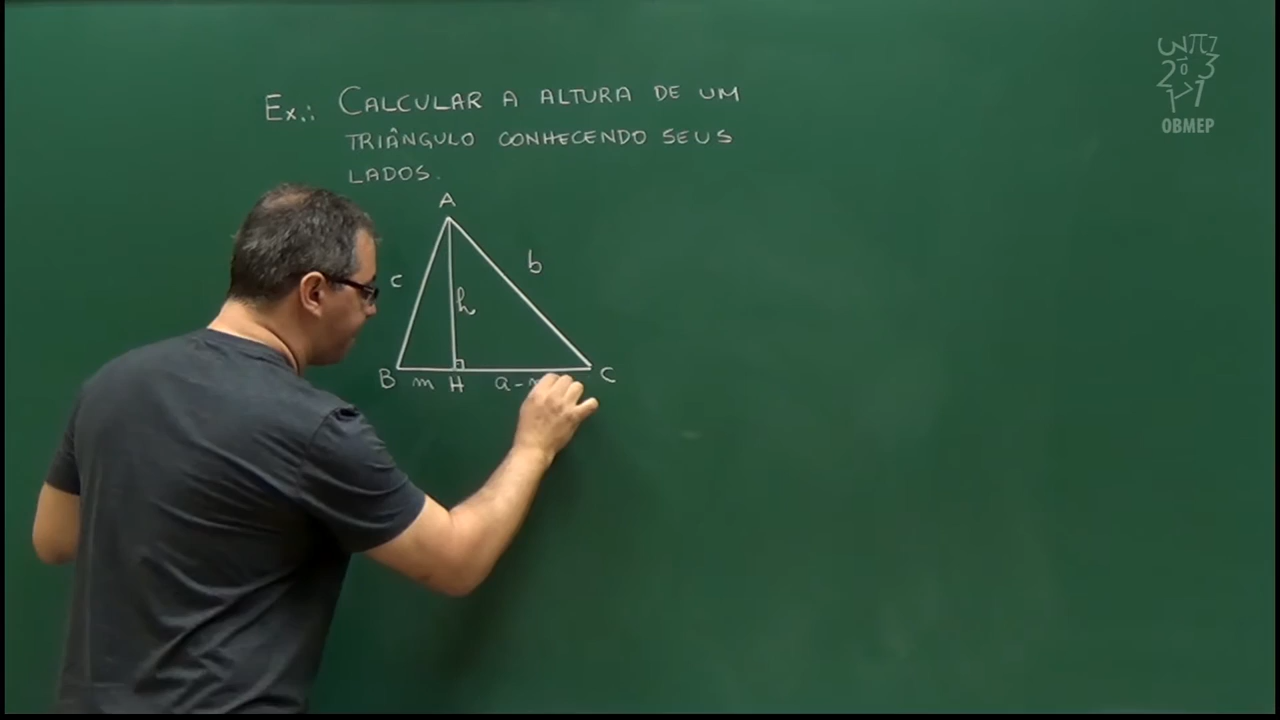 Ex.: CALCULAR A ALTURA DE UM
TRIÂNGULO CONHECENDO SEUS
LADOS.
A
c
b
h
B m H a- C
OBMEP